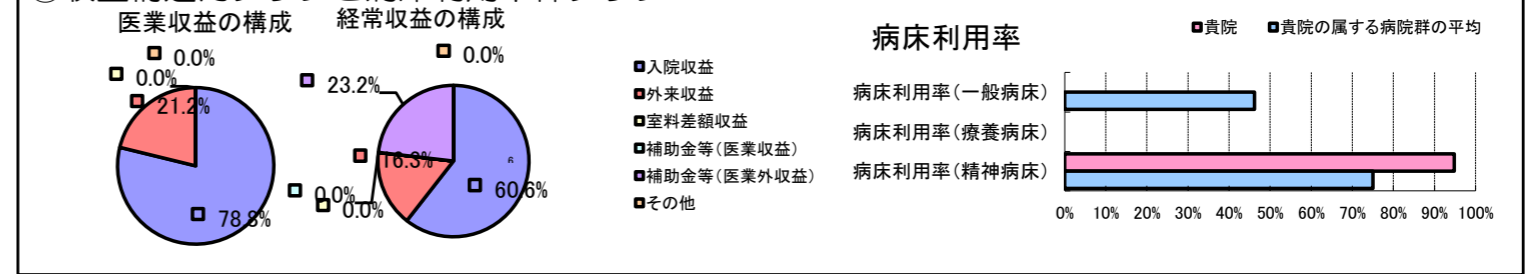 医業収益の構成
0.0%
0.0%
21.2%
78.8%
経常収益の構成
0.0%
23.2%
16.3%
0.0%
0.0%
60.6%
入院収益
外来収益
室料差額収益
補助金等(医業収益)
補助金等(医業外収益)
その他
病床利用率
貴院
貴院の属する病院群の平均
病床利用率(一般病床)
病床利用率(療養病床)
病床利用率(精神病床)
0% 10% 20% 30% 40% 50% 60% 70% 80% 90% 100%